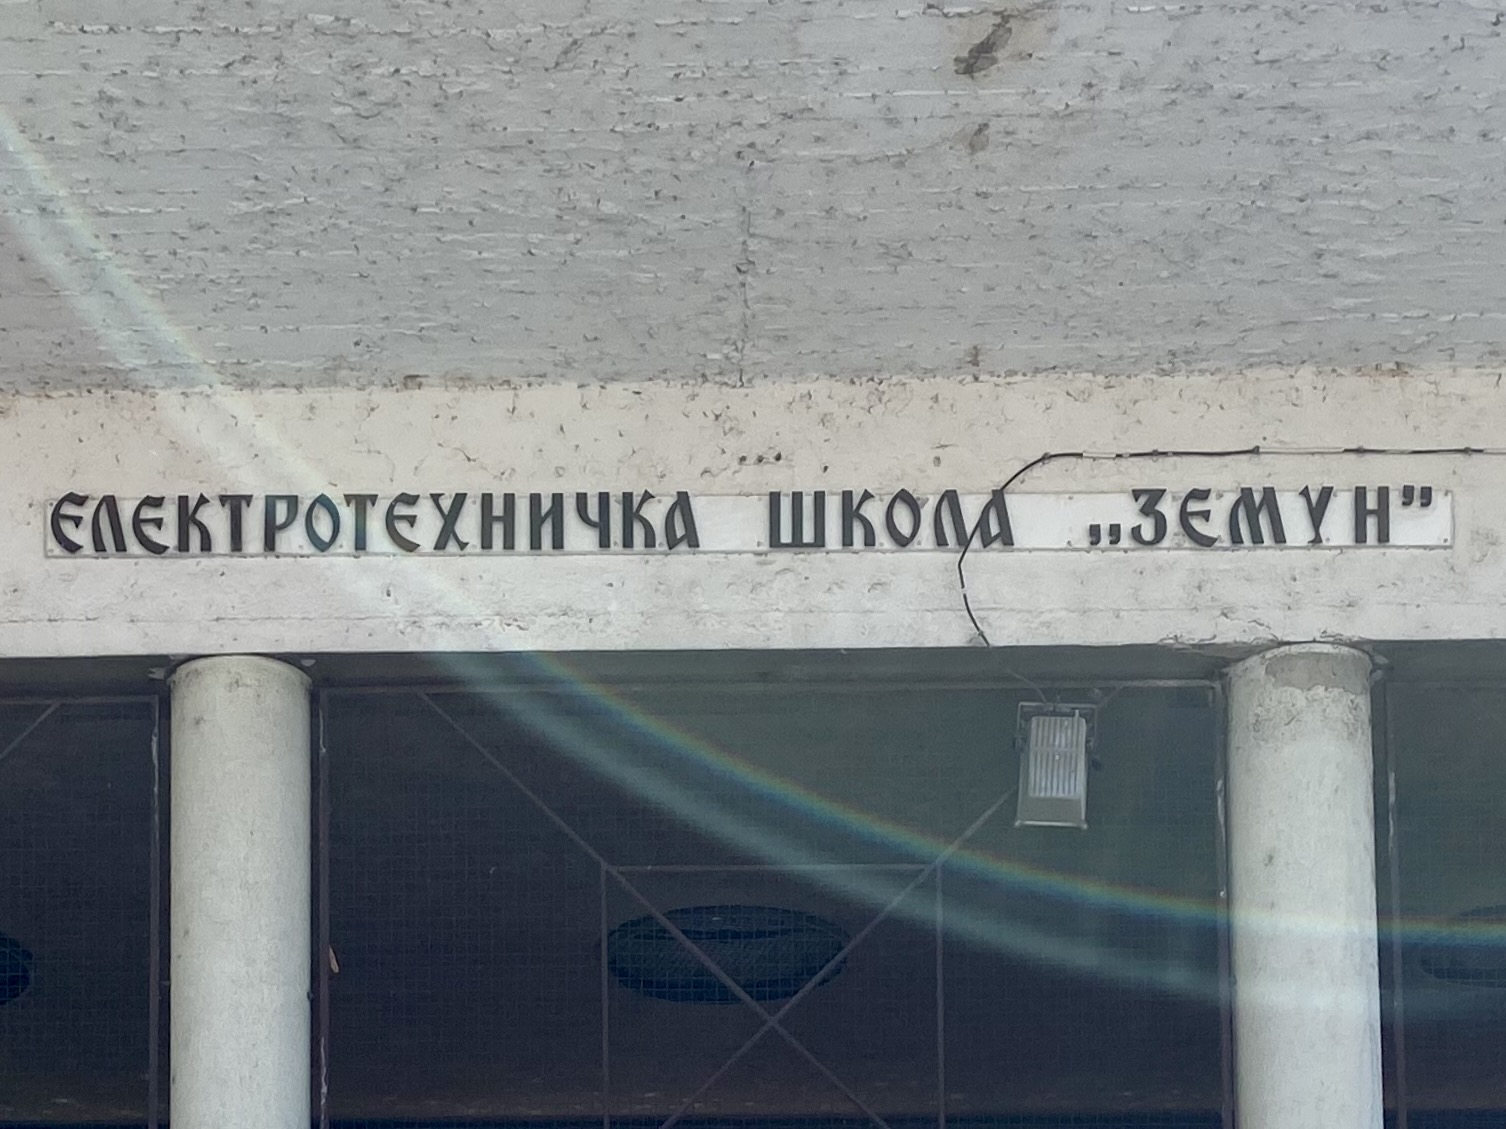 ЕЛЕКТРОТЕХНИЧКА ШКОЛА „ЗЕМУН”